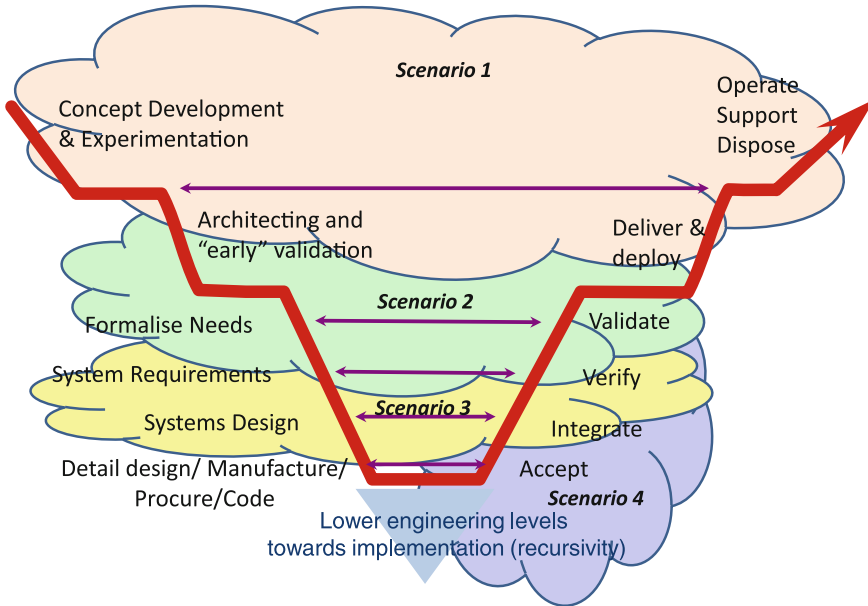 Scenario 1
Operate
Support
Dispose
Concept Development
& Experimentation
Architecting and
“early” validation
Deliver &
deploy
Scenario 2
Formalise Needs
Validate
System Requirements
Verify
Scenario 3
Systems Design
Integrate
Detail design/ Manufacture/
Procure/Code
Accept
Scenario 4
Lower engineering levels
towards implementation (recursivity)